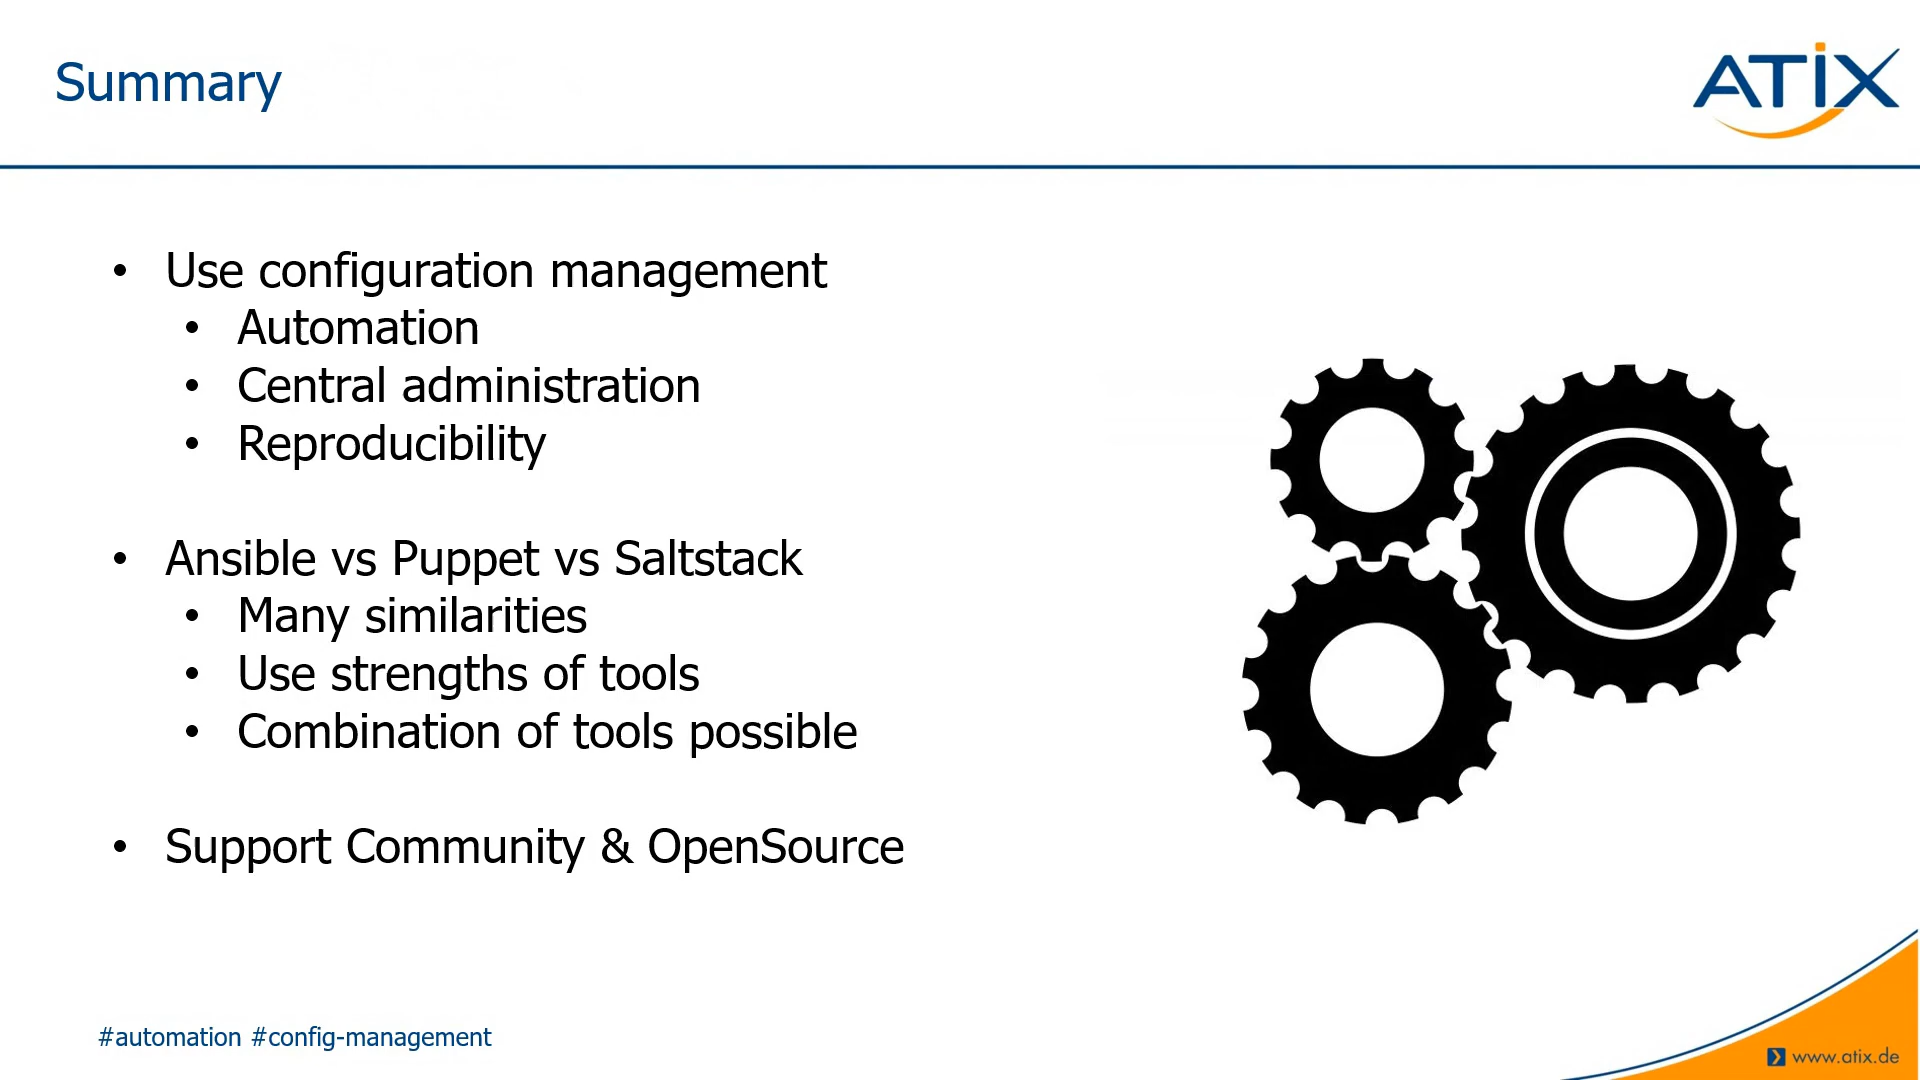 Summary
ATIX
• Use configuration management
• Automation
• Central administration
• Reproducibility
• Ansible vs Puppet vs Saltstack
• Many similarities
• Use strengths of tools
• Combination of tools possible
• Support Community & OpenSource
#automation #config-management
www.atix.de